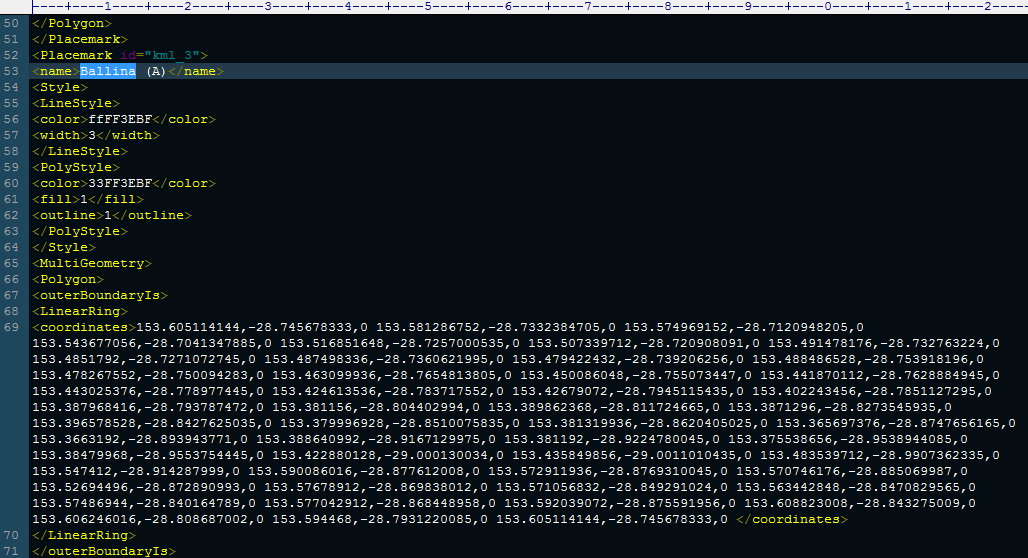 ----+----1----+----2----+----3----+----4----+----5----+----6----+----7----+----8----+----9----+----0----+----1----+----2----
50 </Polygon>
51 </Placemark>
52 <Placemark id="kml_3">
53 <name>Ballina (A)</name>
54 <Style>
55 <LineStyle>
56 <color>ffFF3EBF</color>
57 <width>3</width>
58 </LineStyle>
59 <PolyStyle>
60 <color>33FF3EBF</color>
61 <fill>1</fill>
62 <outline>1</outline>
63 </PolyStyle>
64 </Style>
65 <MultiGeometry>
66 <Polygon>
67 <outerBoundaryIs>
68 <LinearRing>
69 <coordinates>153.605114144,-28.745678333,0 153.581286752,-28.7332384705,0 153.574969152,-28.7120948205,0
153.543677056,-28.7041347885,0 153.516851648,-28.7257000535,0 153.507339712,-28.720908091,0 153.491478176,-28.732763224,0
153.4851792,-28.7271072745,0 153.487498336,-28.7360621995,0 153.479422432,-28.739206256,0 153.488486528,-28.753918196,0
153.478267552,-28.750094283,0 153.463099936,-28.7654813805,0 153.450086048,-28.755073447,0 153.441870112,-28.7628884945,0
153.443025376,-28.778977445,0 153.424613536,-28.783717552,0 153.42679072,-28.7945115435,0 153.402243456,-28.7851127295,0
153.387968416,-28.793787472,0 153.381156,-28.804402994,0 153.389862368,-28.811724665,0 153.3871296,-28.8273545935,0
153.396578528,-28.8427625035,0 153.379996928,-28.8510075835,0 153.381319936,-28.8620405025,0 153.365697376,-28.8747656165,0
153.3663192,-28.893943771,0 153.388640992,-28.9167129975,0 153.381192,-28.9224780045,0 153.375538656,-28.9538944085,0
153.38479968,-28.9553754445,0 153.422880128,-29.000130034,0 153.435849856,-29.0011010435,0 153.483539712,-28.9907362335,0
153.547412,-28.914287999,0 153.590086016,-28.877612008,0 153.572911936,-28.8769310045,0 153.570746176,-28.885069987,0
153.52694496,-28.872890993,0 153.57678912,-28.869838012,0 153.571056832,-28.849291024,0 153.563442848,-28.8470829565,0
153.57486944,-28.840164789,0 153.577042912,-28.868448958,0 153.592039072,-28.875591956,0 153.608823008,-28.843275009,0
153.606246016,-28.808687002,0 153.594468,-28.7931220085,0 153.605114144,-28.745678333,0 </coordinates>
70 </LinearRing>
71 </outerBoundaryIs>